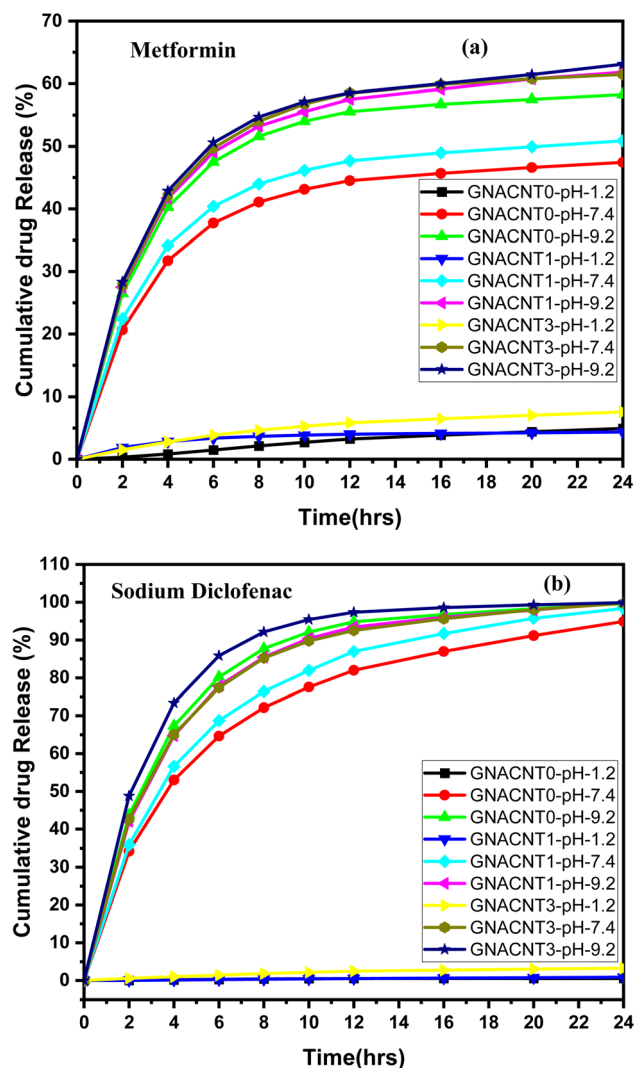 Metformin
(a)
Cumulative drug Release (%)
70
60
50
40
30
20
10
0
GNACNT0-pH-1.2
GNACNT0-pH-7.4
GNACNT0-pH-9.2
GNACNT1-pH-1.2
GNACNT1-pH-7.4
GNACNT1-pH-9.2
GNACNT3-pH-1.2
GNACNT3-pH-7.4
GNACNT3-pH-9.2
0 2 4 6 8 10 12 14 16 18 20 22 24
Time(hrs)
Sodium Diclofenac
(b)
Cumulative drug Release (%)
110
100
90
80
70
60
50
40
30
20
10
0
GNACNT0-pH-1.2
GNACNT0-pH-7.4
GNACNT0-pH-9.2
GNACNT1-pH-1.2
GNACNT1-pH-7.4
GNACNT1-pH-9.2
GNACNT3-pH-1.2
GNACNT3-pH-7.4
GNACNT3-pH-9.2
0 2 4 6 8 10 12 14 16 18 20 22 24
Time(hrs)